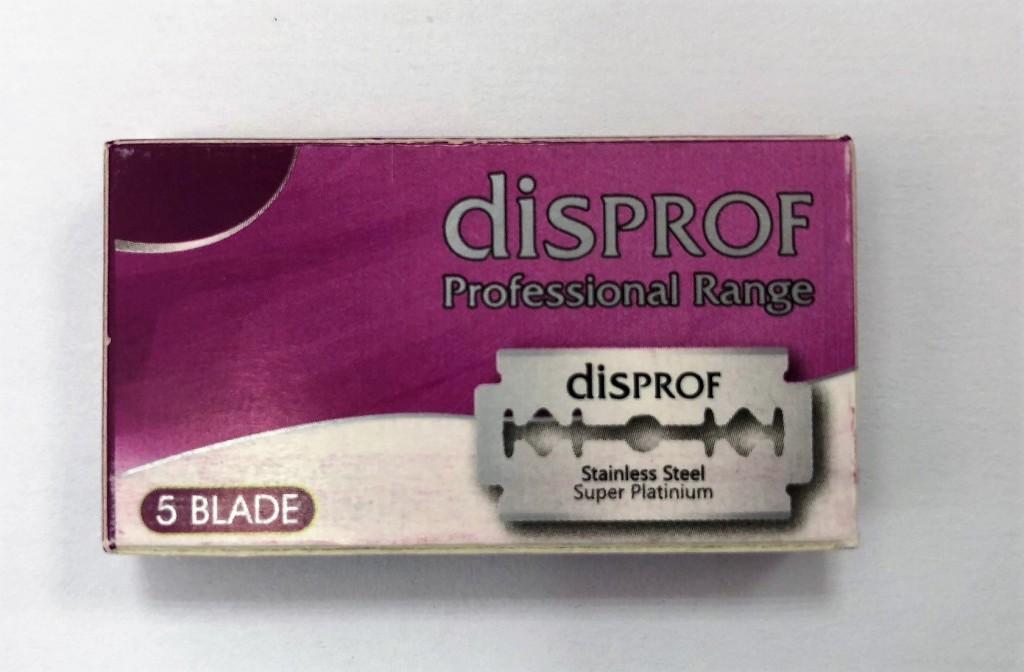 disPROF
Professional Range
disPROF
Stainless Steel
Super Platinium
5 BLADE